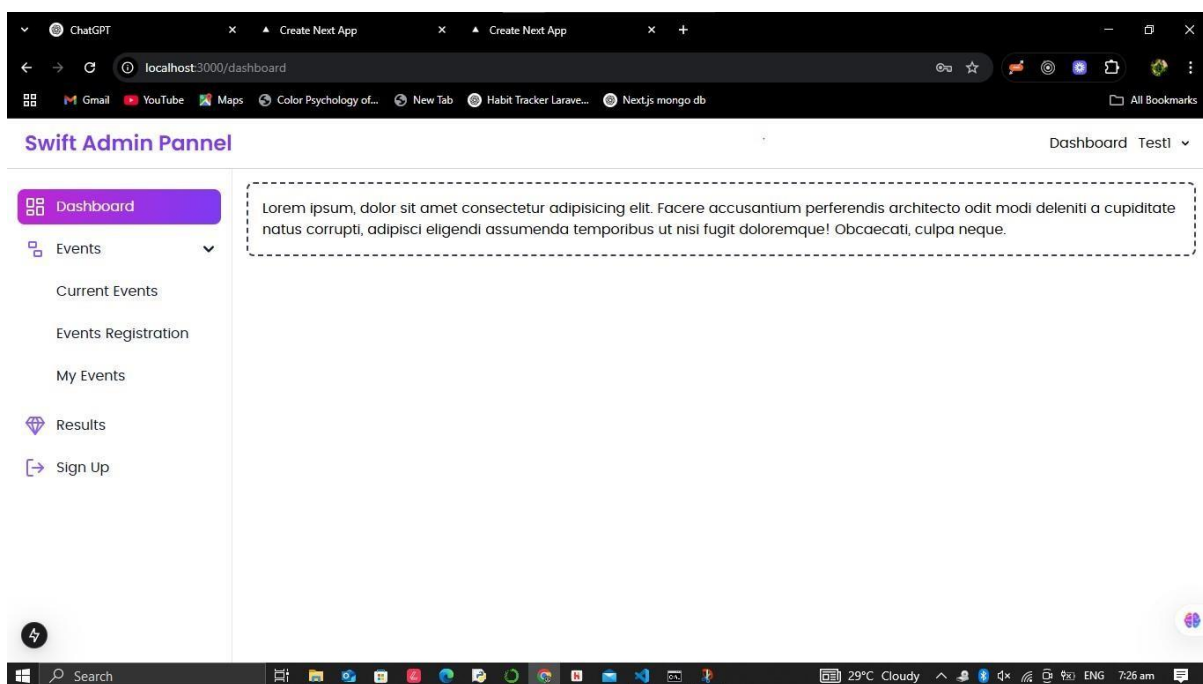 ChatGPT
Create Next App
Create Next App
localhost:3000/dashboard
Gmail
YouTube
Maps
Color Psychology of...
New Tab
Habit Tracker Larave...
Next.js mongo db
All Bookmarks
Swift Admin Pannel
Dashboard
Test1
Dashboard
Events
Current Events
Events Registration
My Events
Results
Sign Up
Lorem ipsum, dolor sit amet consectetur adipisicing elit. Facere accusantium perferendis architecto odit modi deleniti a cupiditate
natus corrupti, adipisci eligendi assumenda temporibus ut nisi fugit doloremque! Obcaecati, culpa neque.
Search
29°C Cloudy
ENG
7:26 am